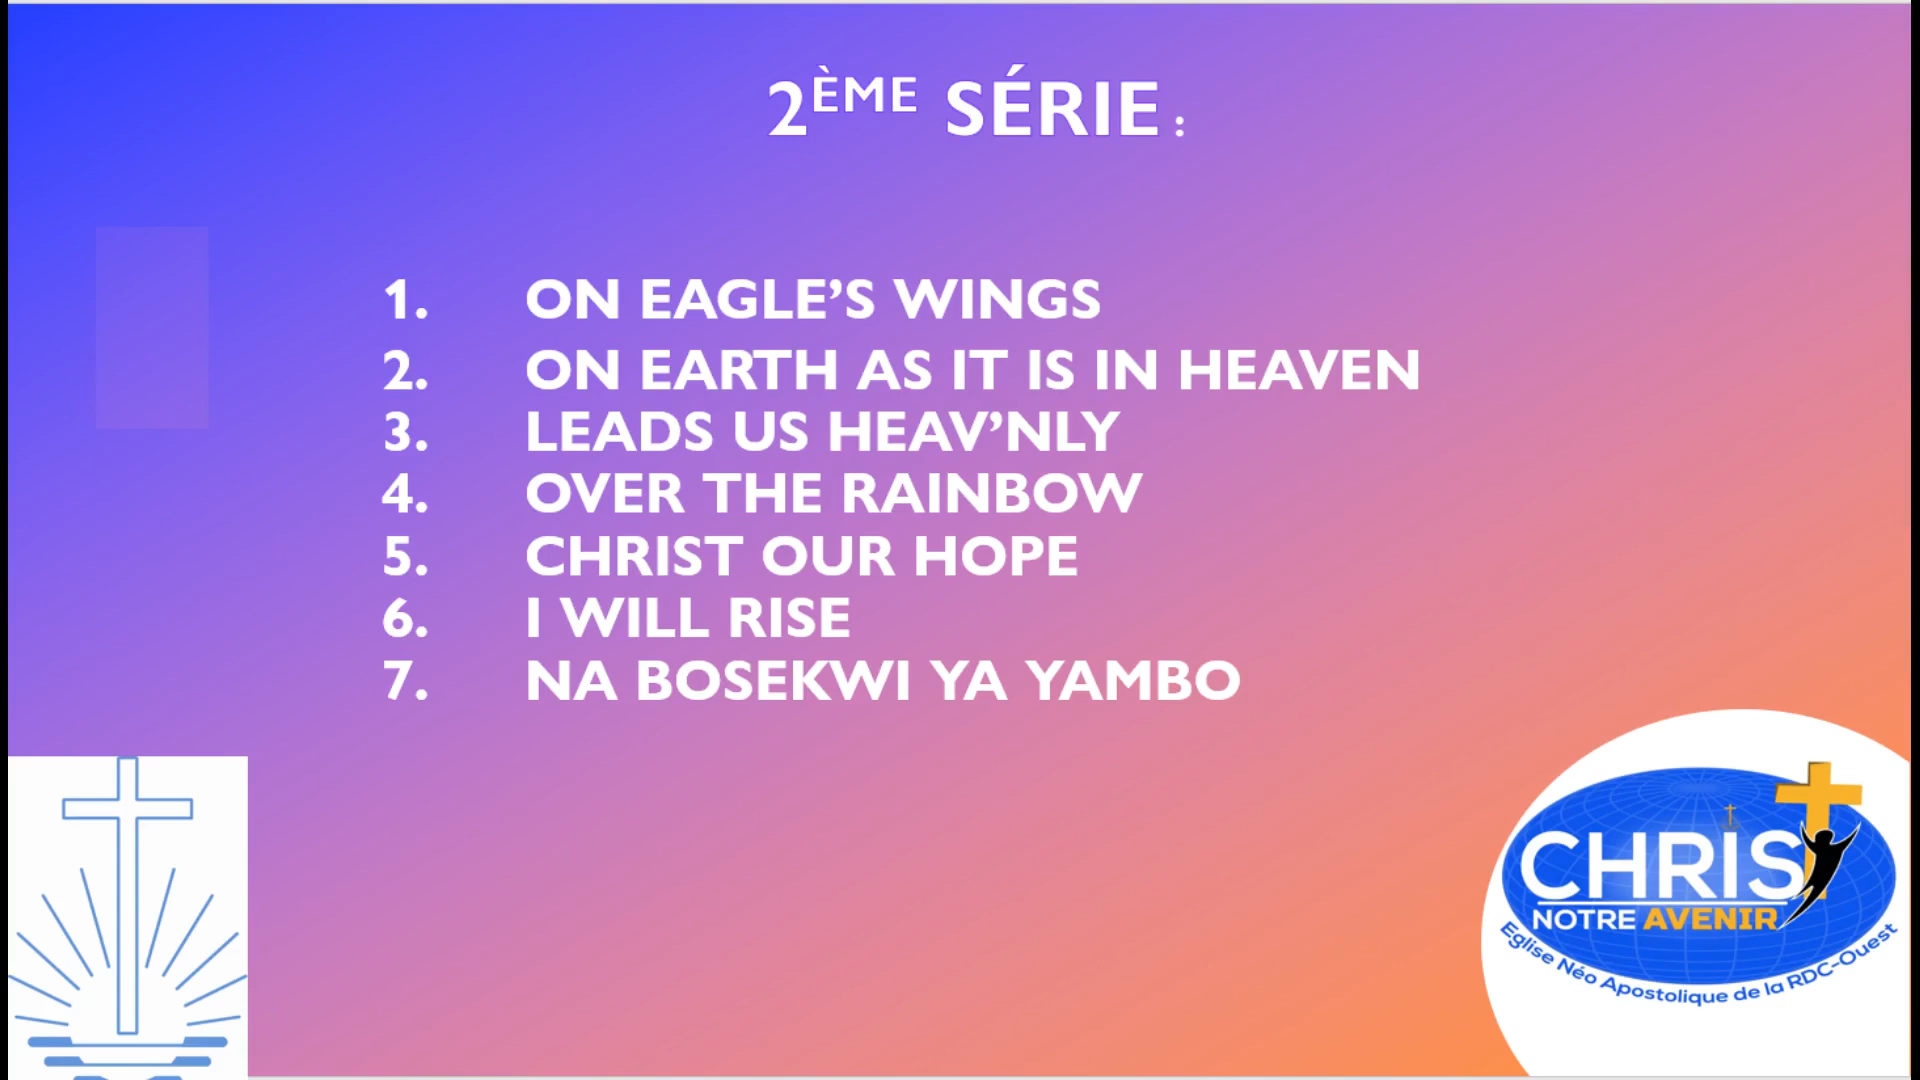 2ÈME SÉRIE :
1. ON EAGLE’S WINGS
2. ON EARTH AS IT IS IN HEAVEN
3. LEADS US HEAV’NLY
4. OVER THE RAINBOW
5. CHRIST OUR HOPE
6. I WILL RISE
7. NA BOSEKWI YA YAMBO
CHRIST
NOTRE AVENIR
Eglise Néo Apostolique de la RDC-Ouest